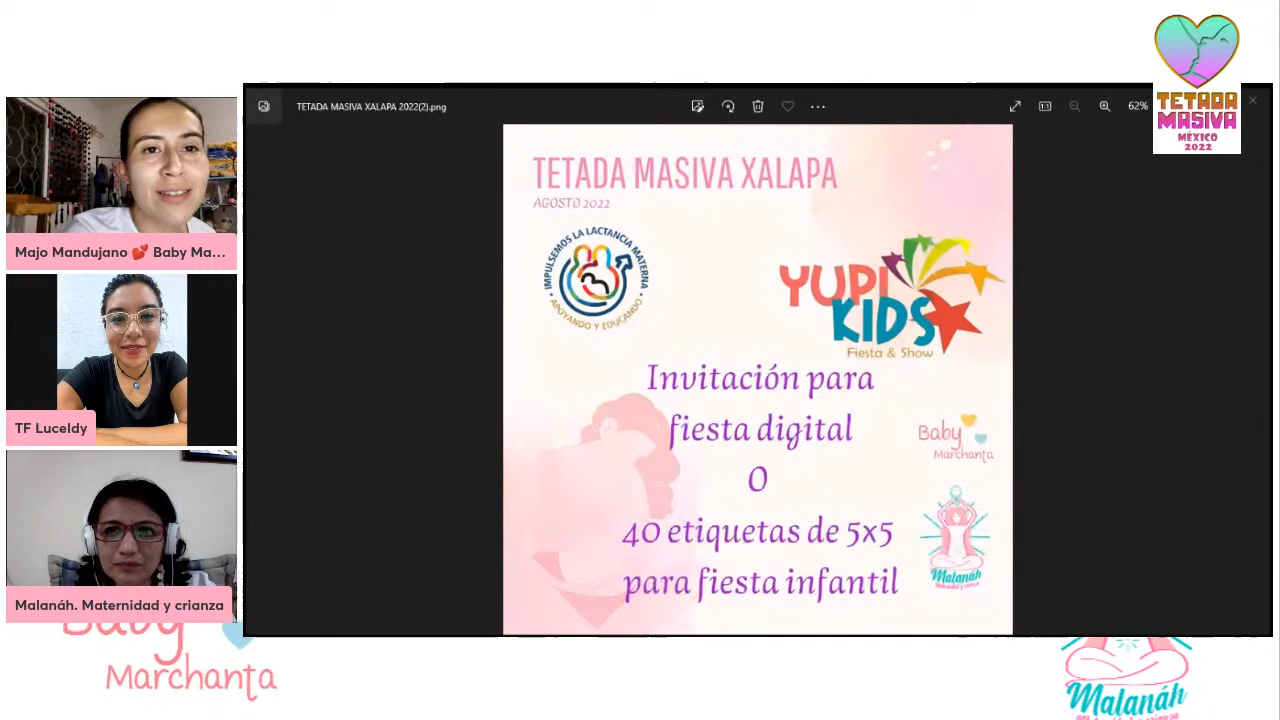 TETADA
MASIVA
MÉXICO
2022
TETADA MASIVA XALAPA 2022(2).png
62%
Majo Mandujano 💕 Baby Ma...
TF Luceldy
Malanáh. Maternidad y crianza
TETADA MASIVA XALAPA
AGOSTO 2022
IMPULSEMOS LA LACTANCIA MATERNA
APOYANDO Y EDUCANDO
YUPI
KIDS
Fiesta & Show
Invitación para
fiesta digital
O
40 etiquetas de 5x5
para fiesta infantil
Baby
Marchanta
Malanáh
Baby
Marchanta
Malanáh